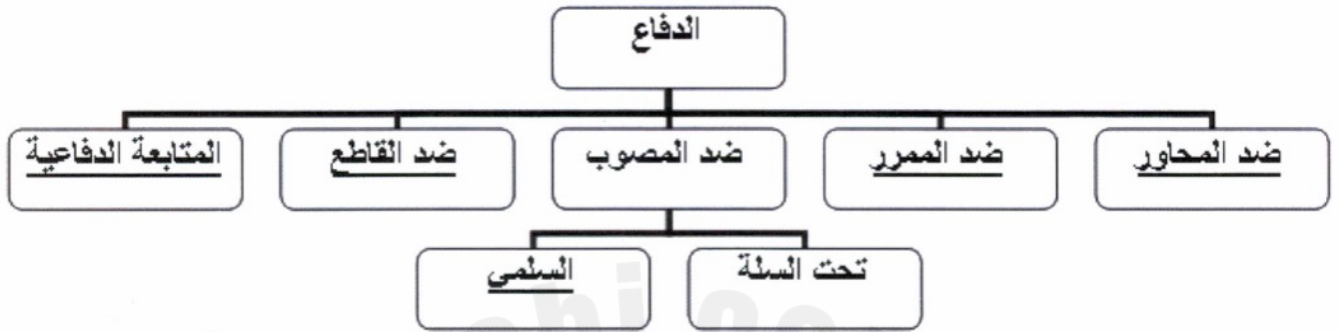 الدفاع
ضد المحاور
ضد الممرر
ضد المصوب
ضد القاطع
المتابعة الدفاعية
تحت السلة
السلمي